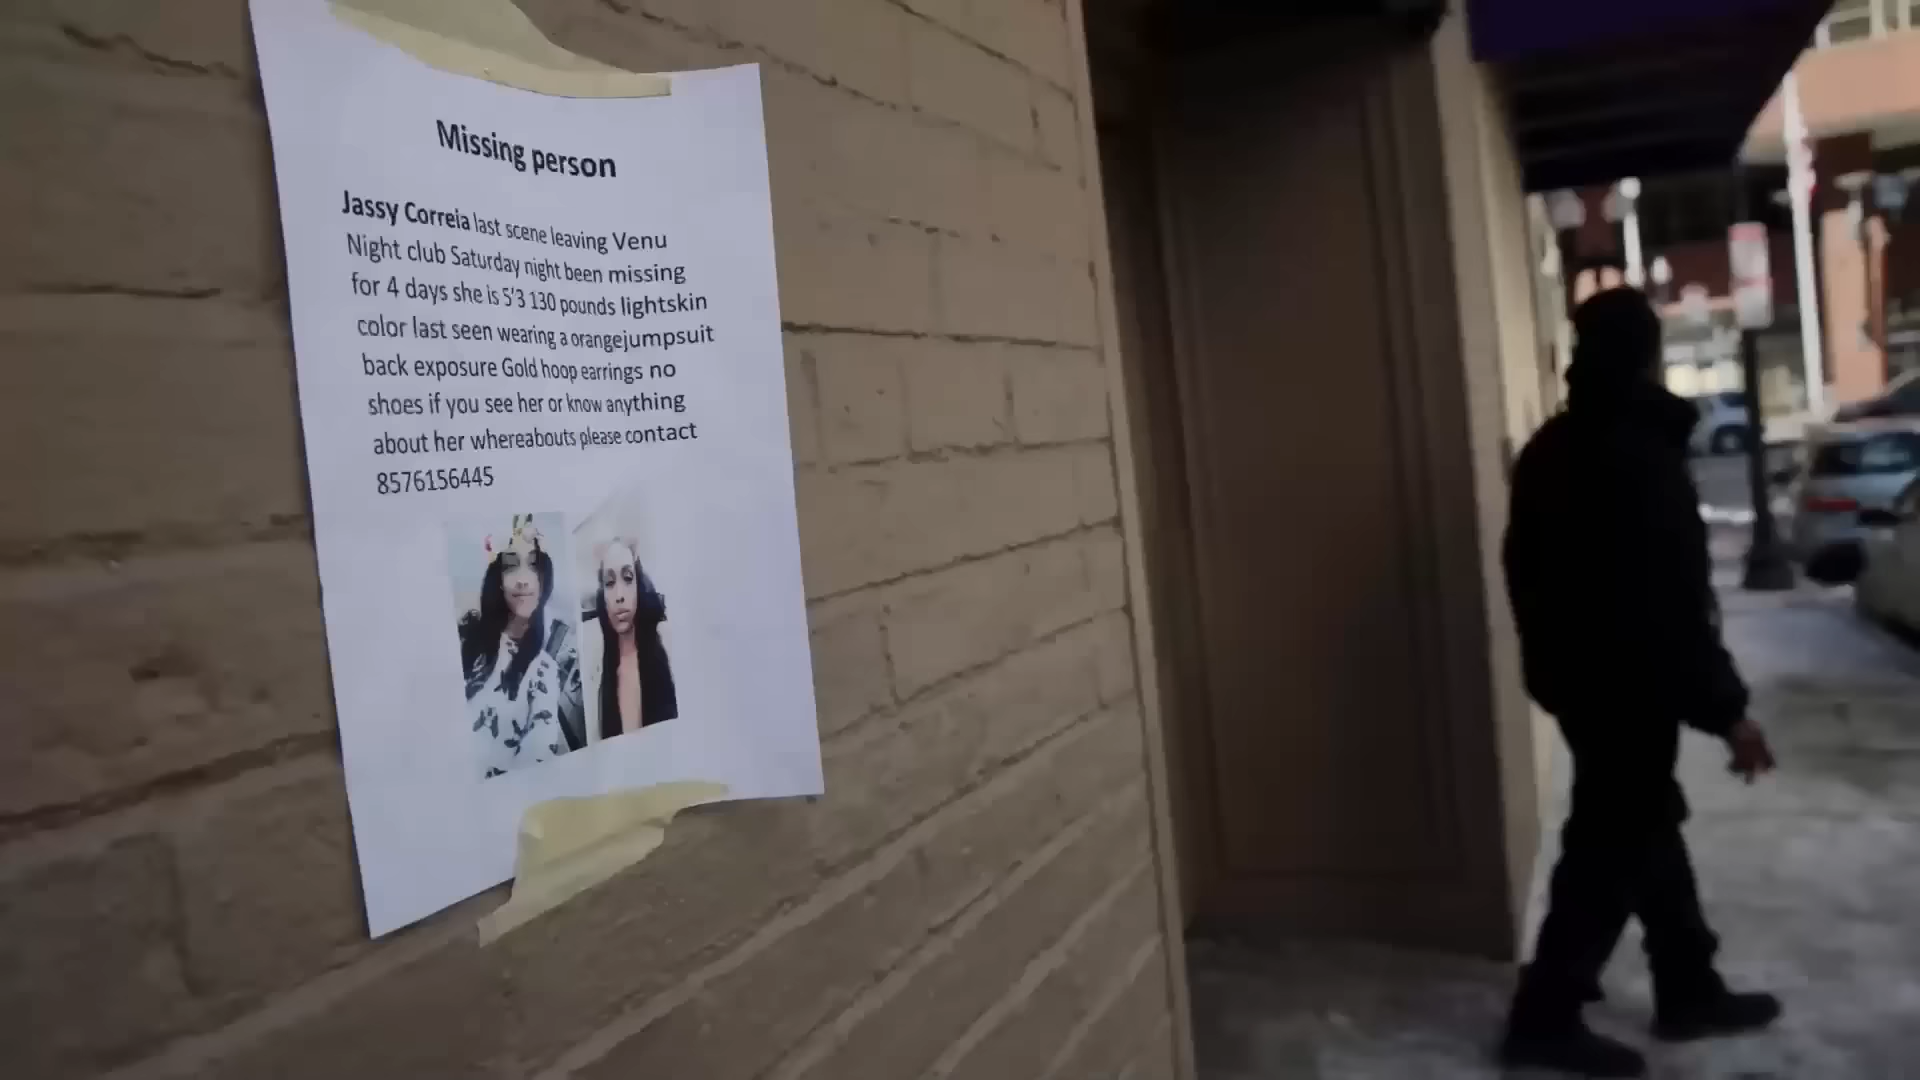 Missing person
Jassy Correia last scene leaving Venu
Night club Saturday night been missing
for 4 days she is 5'3 130 pounds lightskin
color last seen wearing a orangejumpsuit
back exposure Gold hoop earrings no
shoes if you see her or know anything
about her whereabouts please contact
8576156445